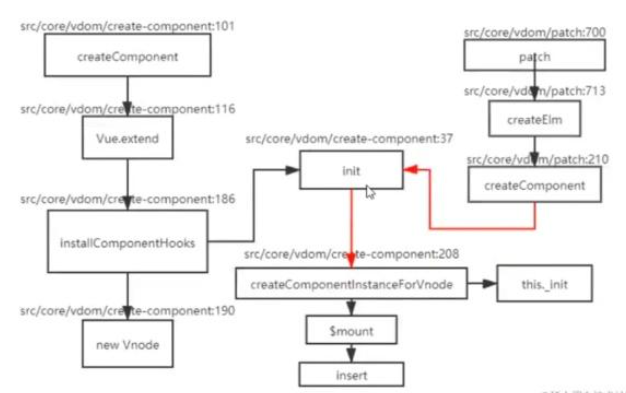 src/core/vdom/create-component:101
createComponent
src/core/vdom/create-component:116
Vue.extend
src/core/vdom/create-component:186
installComponentHooks
src/core/vdom/create-component:190
new Vnode
src/core/vdom/create-component:37
init
src/core/vdom/create-component:208
createComponentInstanceForVnode
this._init
$mount
insert
src/core/vdom/patch:700
patch
src/core/vdom/patch:713
createElm
src/core/vdom/patch:210
createComponent